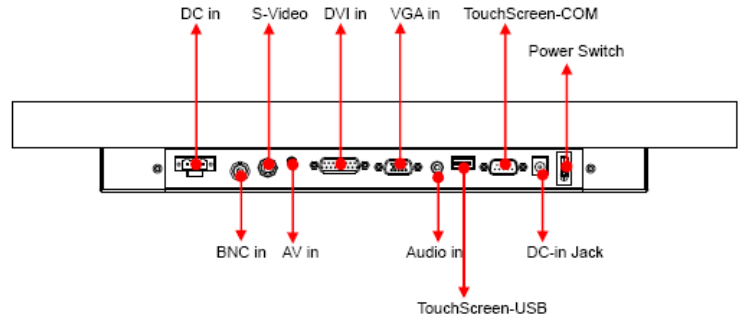 DC in
S-Video
DVI in
VGA in
TouchScreen-COM
Power Switch
BNC in
AV in
Audio in
DC-in Jack
TouchScreen-USB